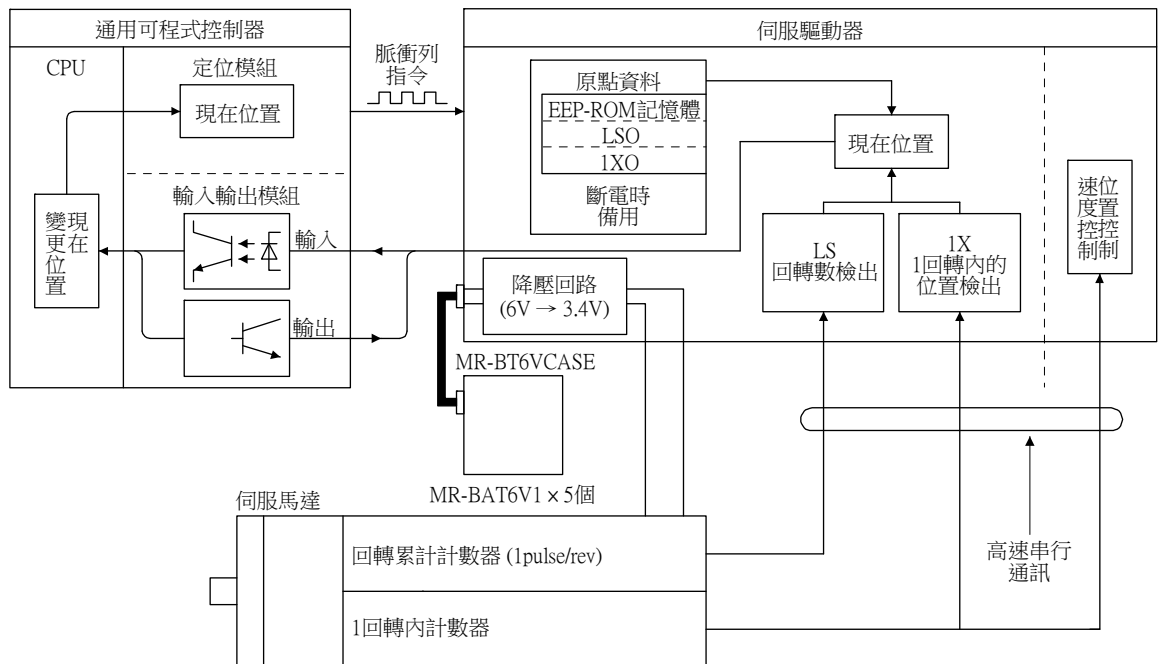 通用可程式控制器
CPU
定位模組
現在位置
輸入輸出模組
現在
變更位置
輸入
輸出
脈衝列
指令
伺服驅動器
原點資料
EEP-ROM記憶體
LSO
1XO
斷電時
備用
現在位置
LS
回轉數檢出
1X
1回轉內的
位置檢出
位置控制
速度控制
降壓回路
(6V → 3.4V)
MR-BT6VCASE
MR-BAT6V1 × 5個
伺服馬達
回轉累計計數器 (1pulse/rev)
1回轉內計數器
高速串行
通訊